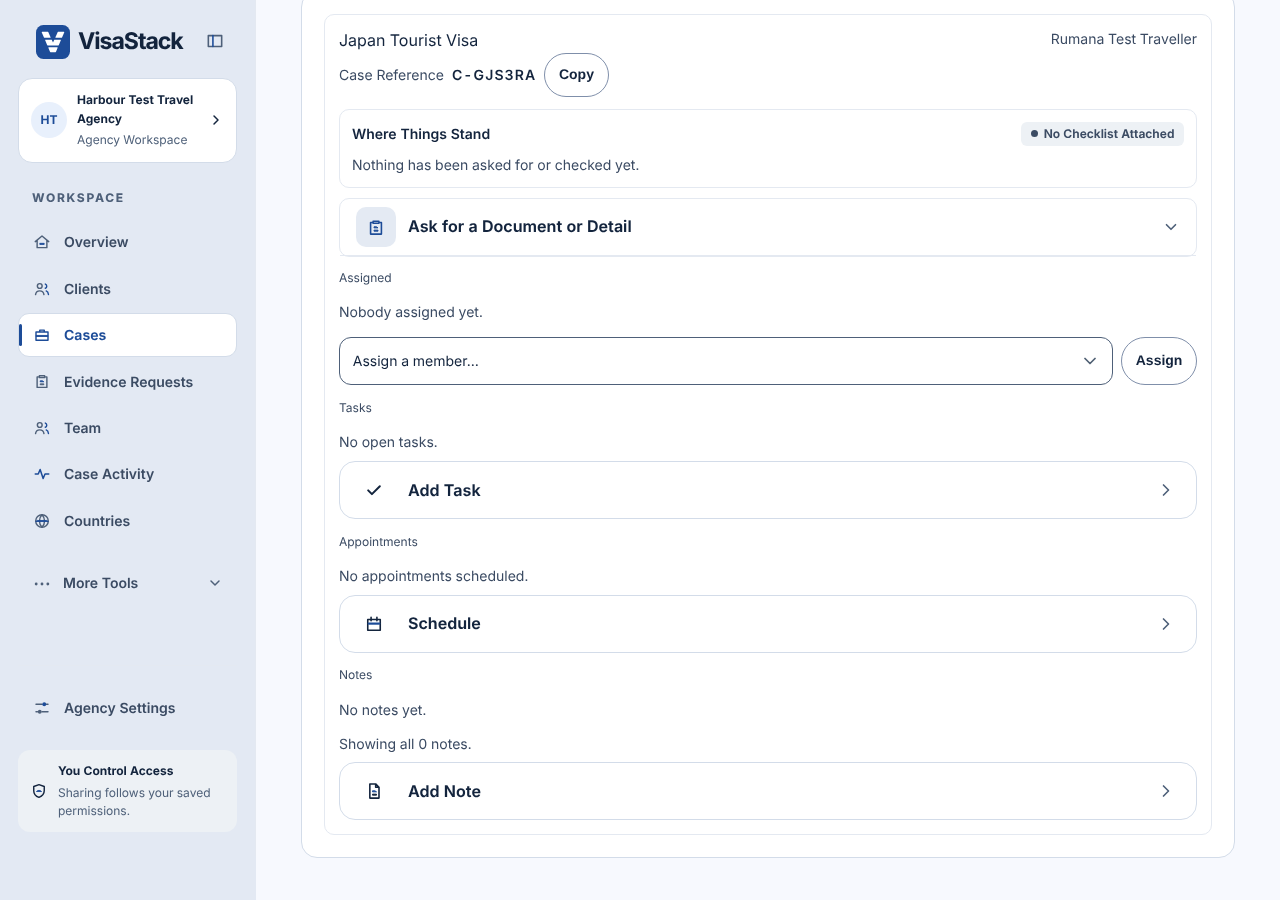 VisaStack
HT
Harbour Test Travel
Agency
Agency Workspace
WORKSPACE
Overview
Clients
Cases
Evidence Requests
Team
Case Activity
Countries
More Tools
Agency Settings
You Control Access
Sharing follows your saved
permissions.
Japan Tourist Visa
Rumana Test Traveller
Case Reference C-GJS3RA Copy
Where Things Stand
No Checklist Attached
Nothing has been asked for or checked yet.
Ask for a Document or Detail
Assigned
Nobody assigned yet.
Assign a member...
Assign
Tasks
No open tasks.
Add Task
Appointments
No appointments scheduled.
Schedule
Notes
No notes yet.
Showing all 0 notes.
Add Note